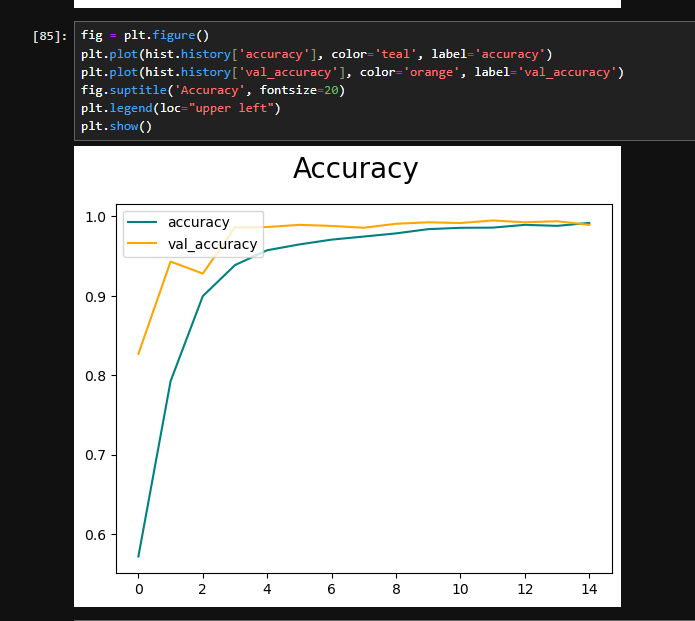 [85]:
fig = plt.figure()
plt.plot(hist.history['accuracy'], color='teal', label='accuracy')
plt.plot(hist.history['val_accuracy'], color='orange', label='val_accuracy')
fig.suptitle('Accuracy', fontsize=20)
plt.legend(loc="upper left")
plt.show()
Accuracy
accuracy
val_accuracy
1.0
0.9
0.8
0.7
0.6
0 2 4 6 8 10 12 14